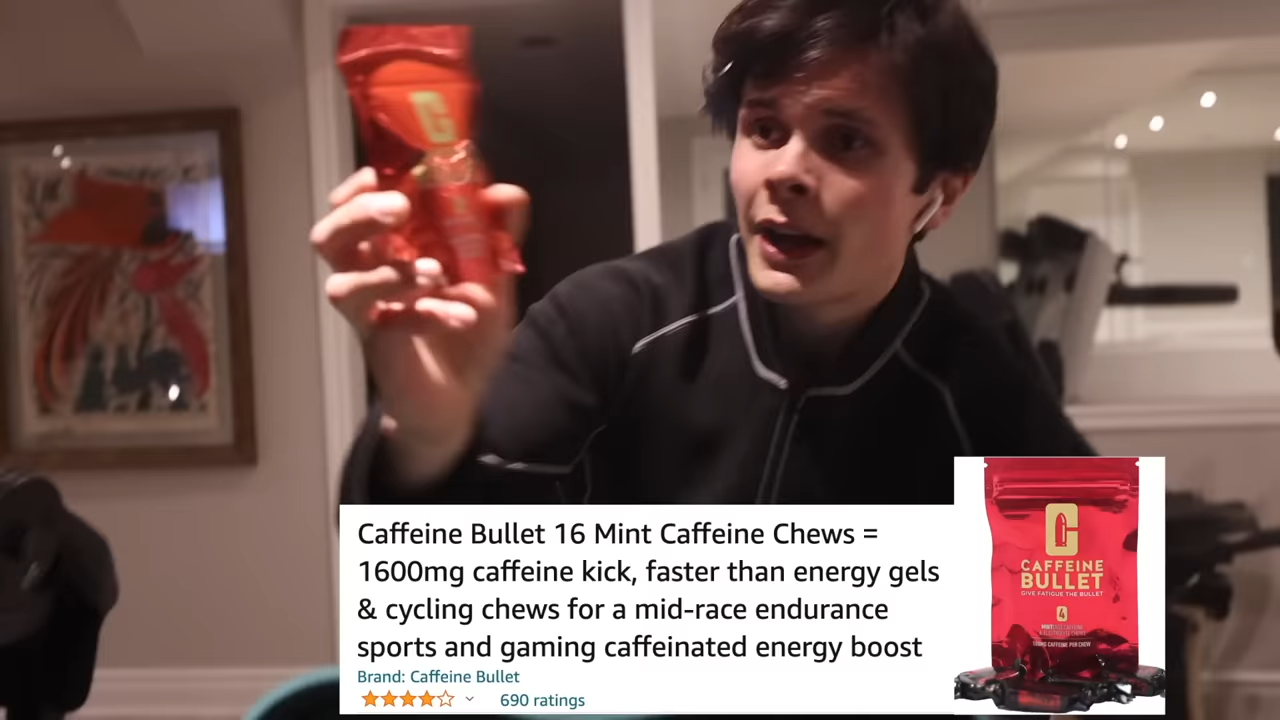 C
Caffeine Bullet 16 Mint Caffeine Chews =
1600mg caffeine kick, faster than energy gels
& cycling chews for a mid-race endurance
sports and gaming caffeinated energy boost
Brand: Caffeine Bullet
690 ratings
C
CAFFEINE
BULLET
GIVE FATIGUE THE BULLET
4